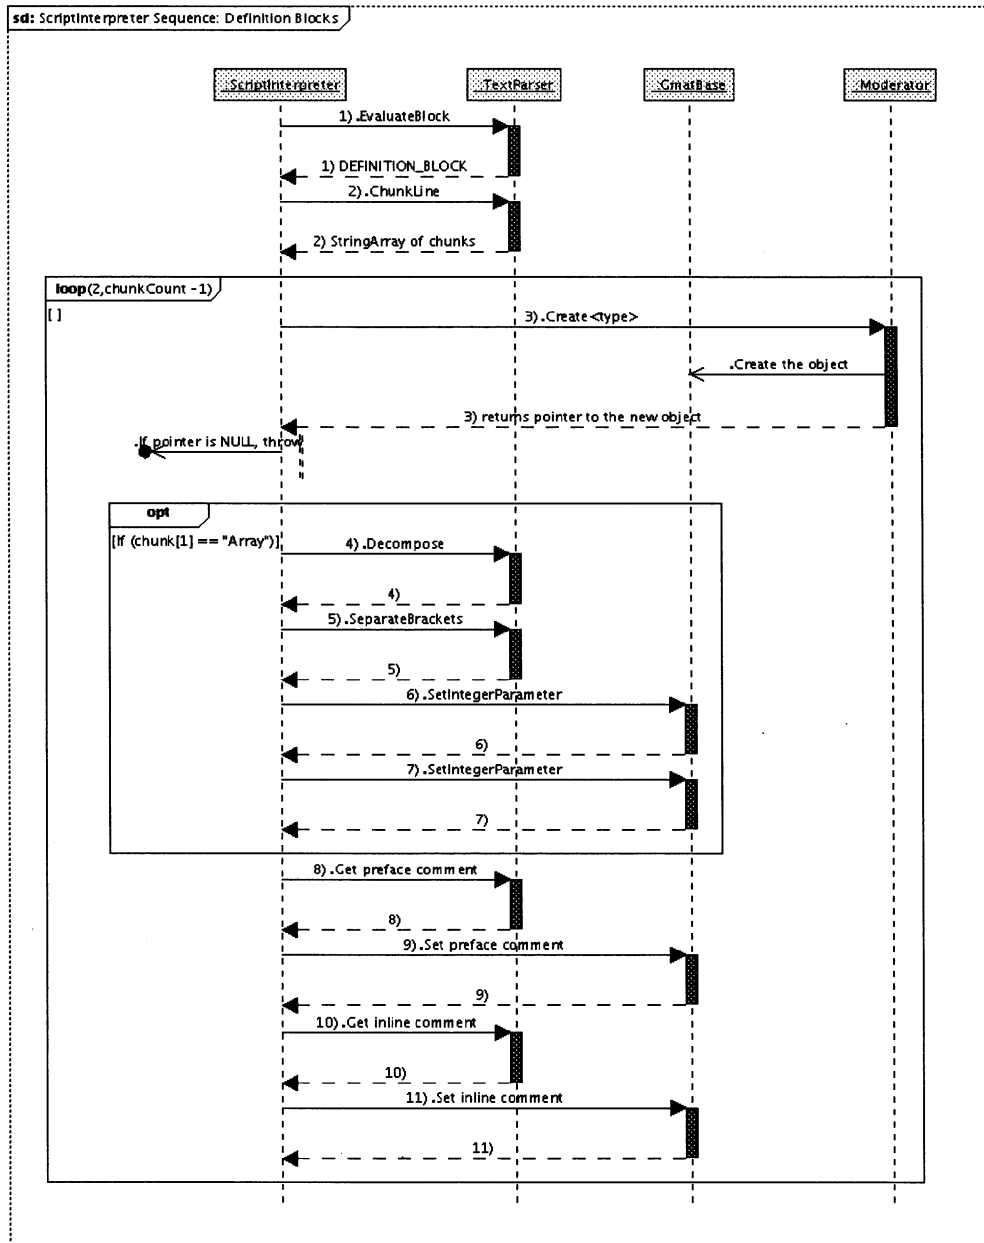 sd: ScriptInterpreter Sequence: Definition Blocks
:ScriptInterpreter :TextParser :GmatBase :Moderator
1) .EvaluateBlock
1) DEFINITION_BLOCK
2) .ChunkLine
2) StringArray of chunks
loop(2,chunkCount -1)
[ ]
3) .Create<type>
.Create the object
3) returns pointer to the new object
.If pointer is NULL, throw
opt
[If (chunk[1] == "Array")]
4) .Decompose
4)
5) .SeparateBrackets
5)
6) .SetIntegerParameter
6)
7) .SetIntegerParameter
7)
8) .Get preface comment
8)
9) .Set preface comment
9)
10) .Get inline comment
10)
11) .Set inline comment
11)